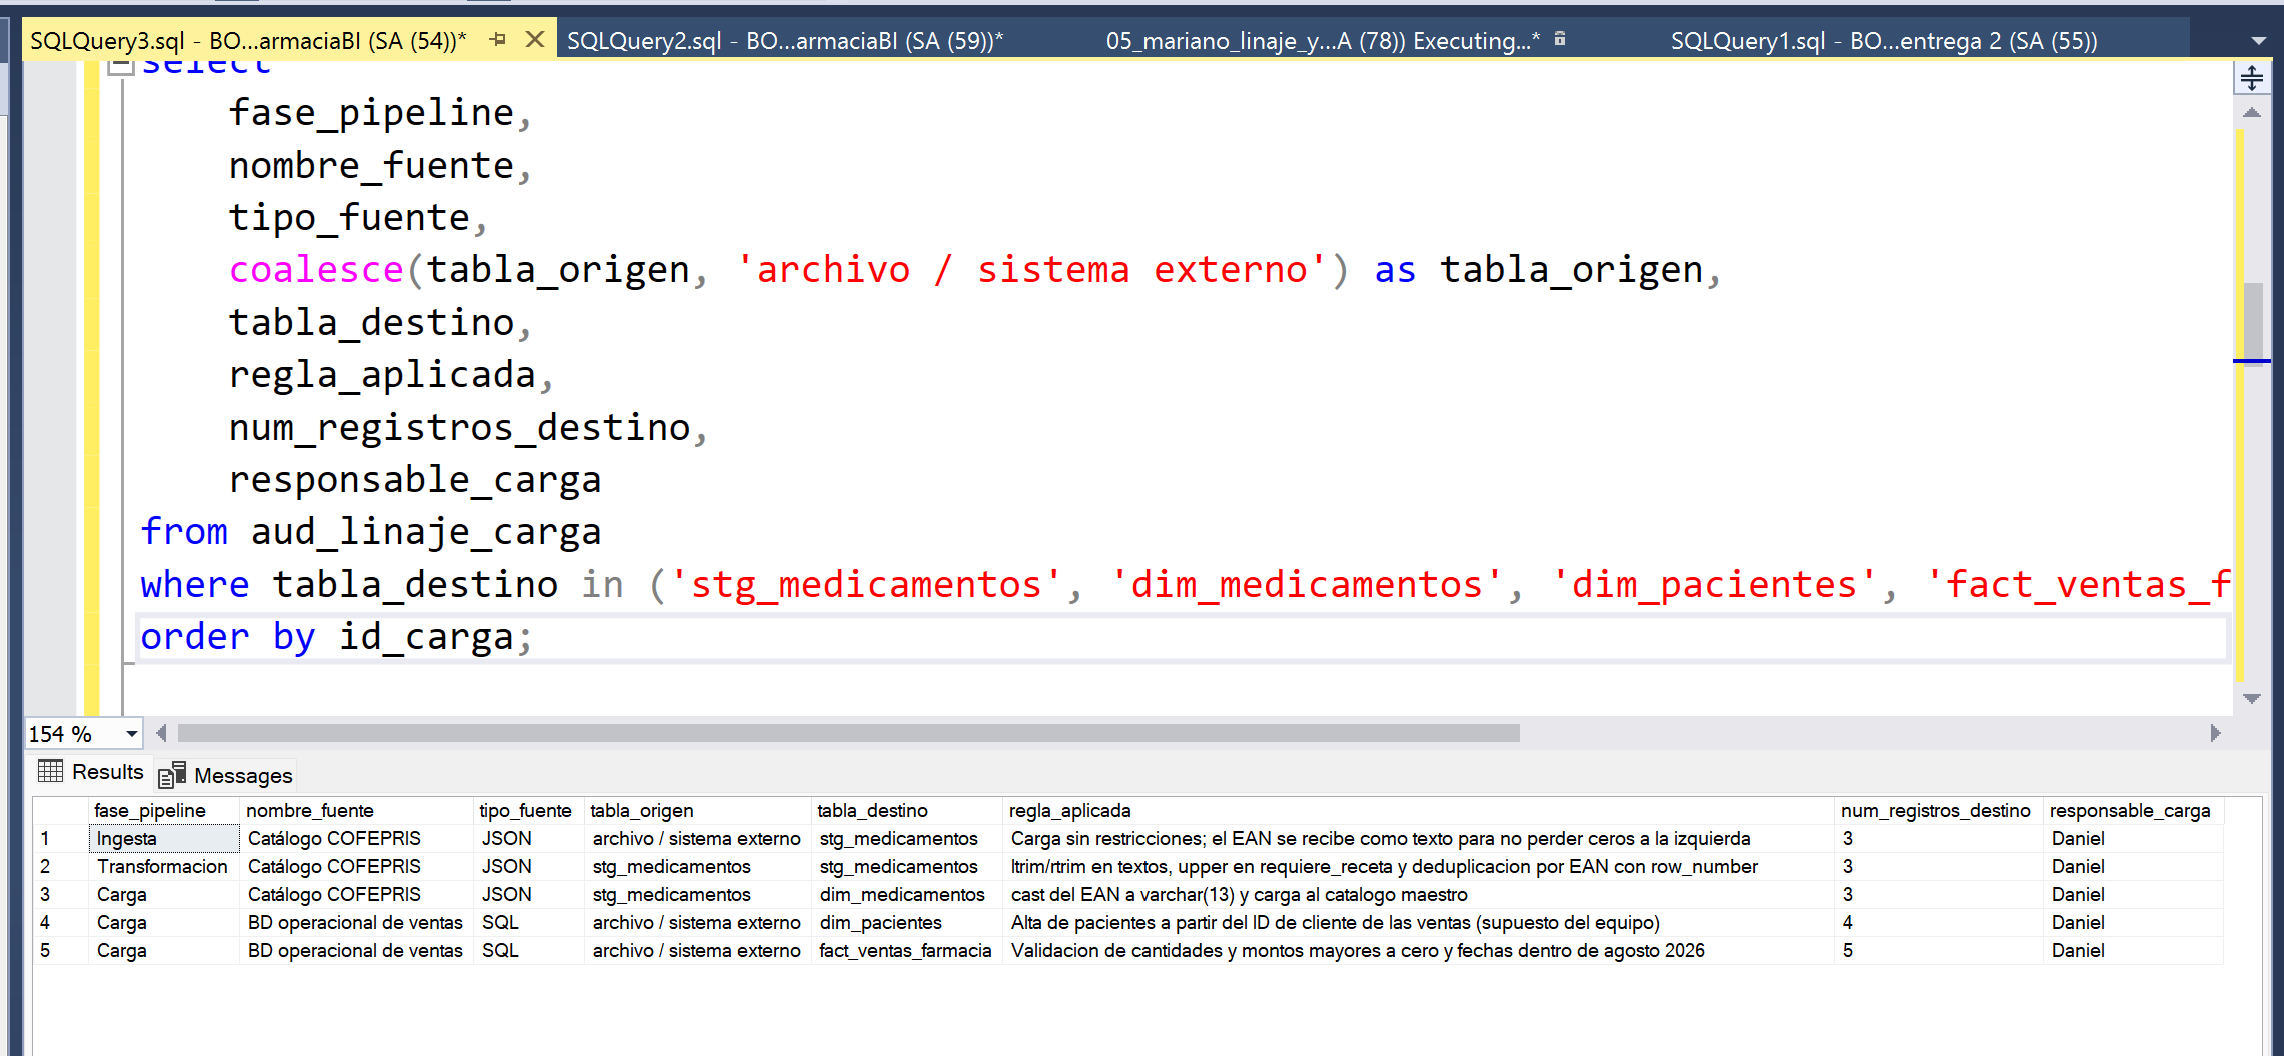 SQLQuery3.sql - BO...armaciaBI (SA (54))* SQLQuery2.sql - BO...armaciaBI (SA (59))* 05_mariano_linaje_y...A (78)) Executing...* SQLQuery1.sql - BO...entrega 2 (SA (55))
select
fase_pipeline,
nombre_fuente,
tipo_fuente,
coalesce(tabla_origen, 'archivo / sistema externo') as tabla_origen,
tabla_destino,
regla_aplicada,
num_registros_destino,
responsable_carga
from aud_linaje_carga
where tabla_destino in ('stg_medicamentos', 'dim_medicamentos', 'dim_pacientes', 'fact_ventas_f
order by id_carga;
154 %
Results Messages
fase_pipeline nombre_fuente tipo_fuente tabla_origen tabla_destino regla_aplicada num_registros_destino responsable_carga
1 Ingesta Catálogo COFEPRIS JSON archivo / sistema externo stg_medicamentos Carga sin restricciones; el EAN se recibe como texto para no perder ceros a la izquierda 3 Daniel
2 Transformacion Catálogo COFEPRIS JSON stg_medicamentos stg_medicamentos ltrim/rtrim en textos, upper en requiere_receta y deduplicacion por EAN con row_number 3 Daniel
3 Carga Catálogo COFEPRIS JSON stg_medicamentos dim_medicamentos cast del EAN a varchar(13) y carga al catalogo maestro 3 Daniel
4 Carga BD operacional de ventas SQL archivo / sistema externo dim_pacientes Alta de pacientes a partir del ID de cliente de las ventas (supuesto del equipo) 4 Daniel
5 Carga BD operacional de ventas SQL archivo / sistema externo fact_ventas_farmacia Validacion de cantidades y montos mayores a cero y fechas dentro de agosto 2026 5 Daniel